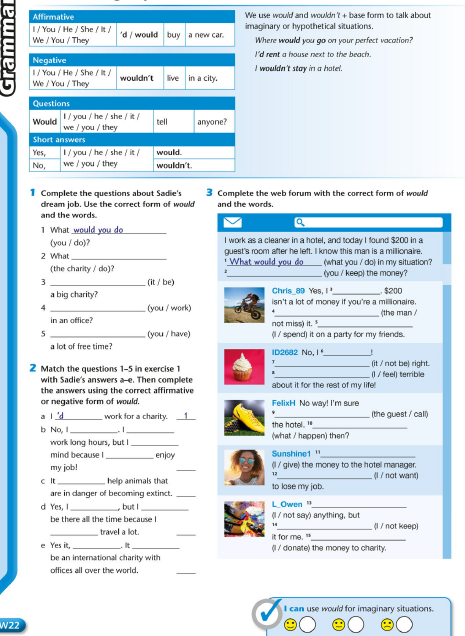 Grammar
Affirmative
I / You / He / She / It /
We / You / They
'd / would
buy
a new car.
Negative
I / You / He / She / It /
We / You / They
wouldn't
live
in a city.
Questions
Would
I / you / he / she / it /
we / you / they
tell
anyone?
Short answers
Yes,
I / you / he / she / it /
would.
No,
we / you / they
wouldn't.
We use would and wouldn't + base form to talk about
imaginary or hypothetical situations.
Where would you go on your perfect vacation?
I'd rent a house next to the beach.
I wouldn't stay in a hotel.
1 Complete the questions about Sadie's
dream job. Use the correct form of would
and the words.
1 What would you do
(you / do)?
2 What
(the charity / do)?
3 (it / be)
a big charity?
4 (you / work)
in an office?
5 (you / have)
a lot of free time?
2 Match the questions 1–5 in exercise 1
with Sadie's answers a–e. Then complete
the answers using the correct affirmative
or negative form of would.
a I 'd work for a charity. 1
b No, I . I
work long hours, but I
mind because I enjoy
my job!
c It help animals that
are in danger of becoming extinct.
d Yes, I , but I
be there all the time because I
travel a lot.
e Yes it, . It
be an international charity with
offices all over the world.
3 Complete the web forum with the correct form of would
and the words.
I work as a cleaner in a hotel, and today I found $200 in a
guest's room after he left. I know this man is a millionaire.
1 What would you do (what you / do) in my situation?
2 (you / keep) the money?
Chris_89 Yes, I 3 . $200
isn't a lot of money if you're a millionaire.
4 (the man /
not miss) it. 5
(I / spend) it on a party for my friends.
ID2682 No, I 6 !
7 (it / not be) right.
8 (I / feel) terrible
about it for the rest of my life!
FelixH No way! I'm sure
9 (the guest / call)
the hotel. 10
(what / happen) then?
Sunshine1 11
(I / give) the money to the hotel manager.
12 (I / not want)
to lose my job.
L_Owen 13
(I / not say) anything, but
14 (I / not keep)
it for me. 15
(I / donate) the money to charity.
I can use would for imaginary situations.
W22